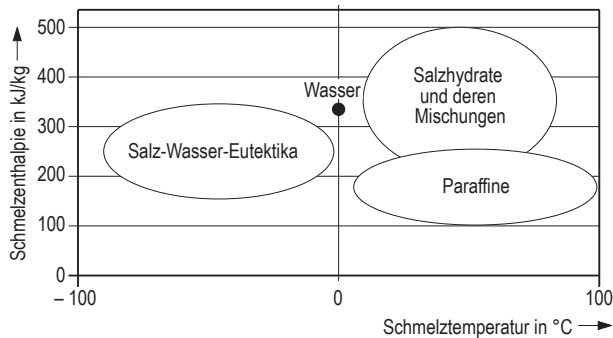 Schmelzenthalpie in kJ/kg
500
400
300
200
100
0
Wasser
Salzhydrate
und deren
Mischungen
Salz-Wasser-Eutektika
Paraffine
– 100
0
100
Schmelztemperatur in °C